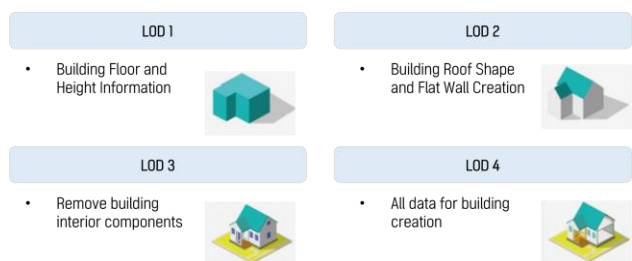 LOD 1
• Building Floor and
Height Information
LOD 2
• Building Roof Shape
and Flat Wall Creation
LOD 3
• Remove building
interior components
LOD 4
• All data for building
creation